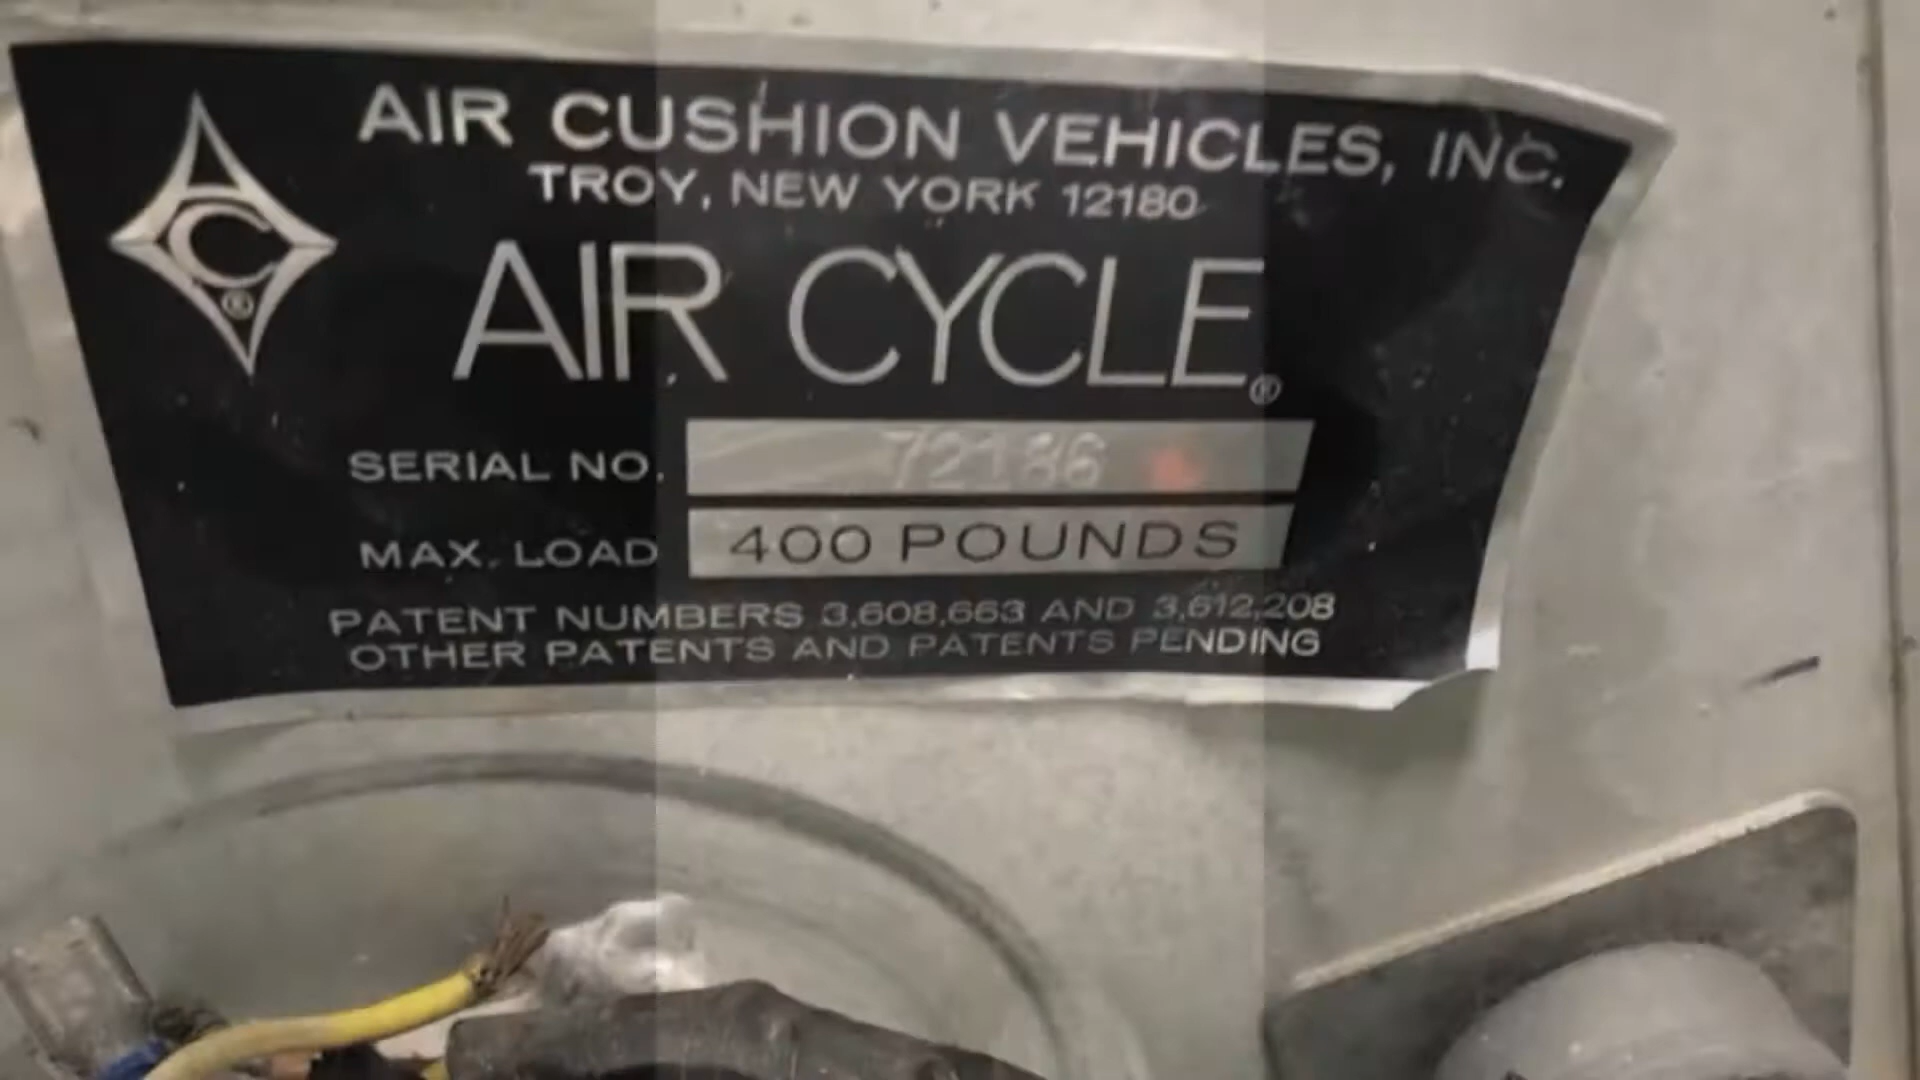 AIR CUSHION VEHICLES, INC.
TROY, NEW YORK 12180
C®
AIR CYCLE®
SERIAL NO. 72186
MAX. LOAD 400 POUNDS
PATENT NUMBERS 3,608,663 AND 3,612,208
OTHER PATENTS AND PATENTS PENDING